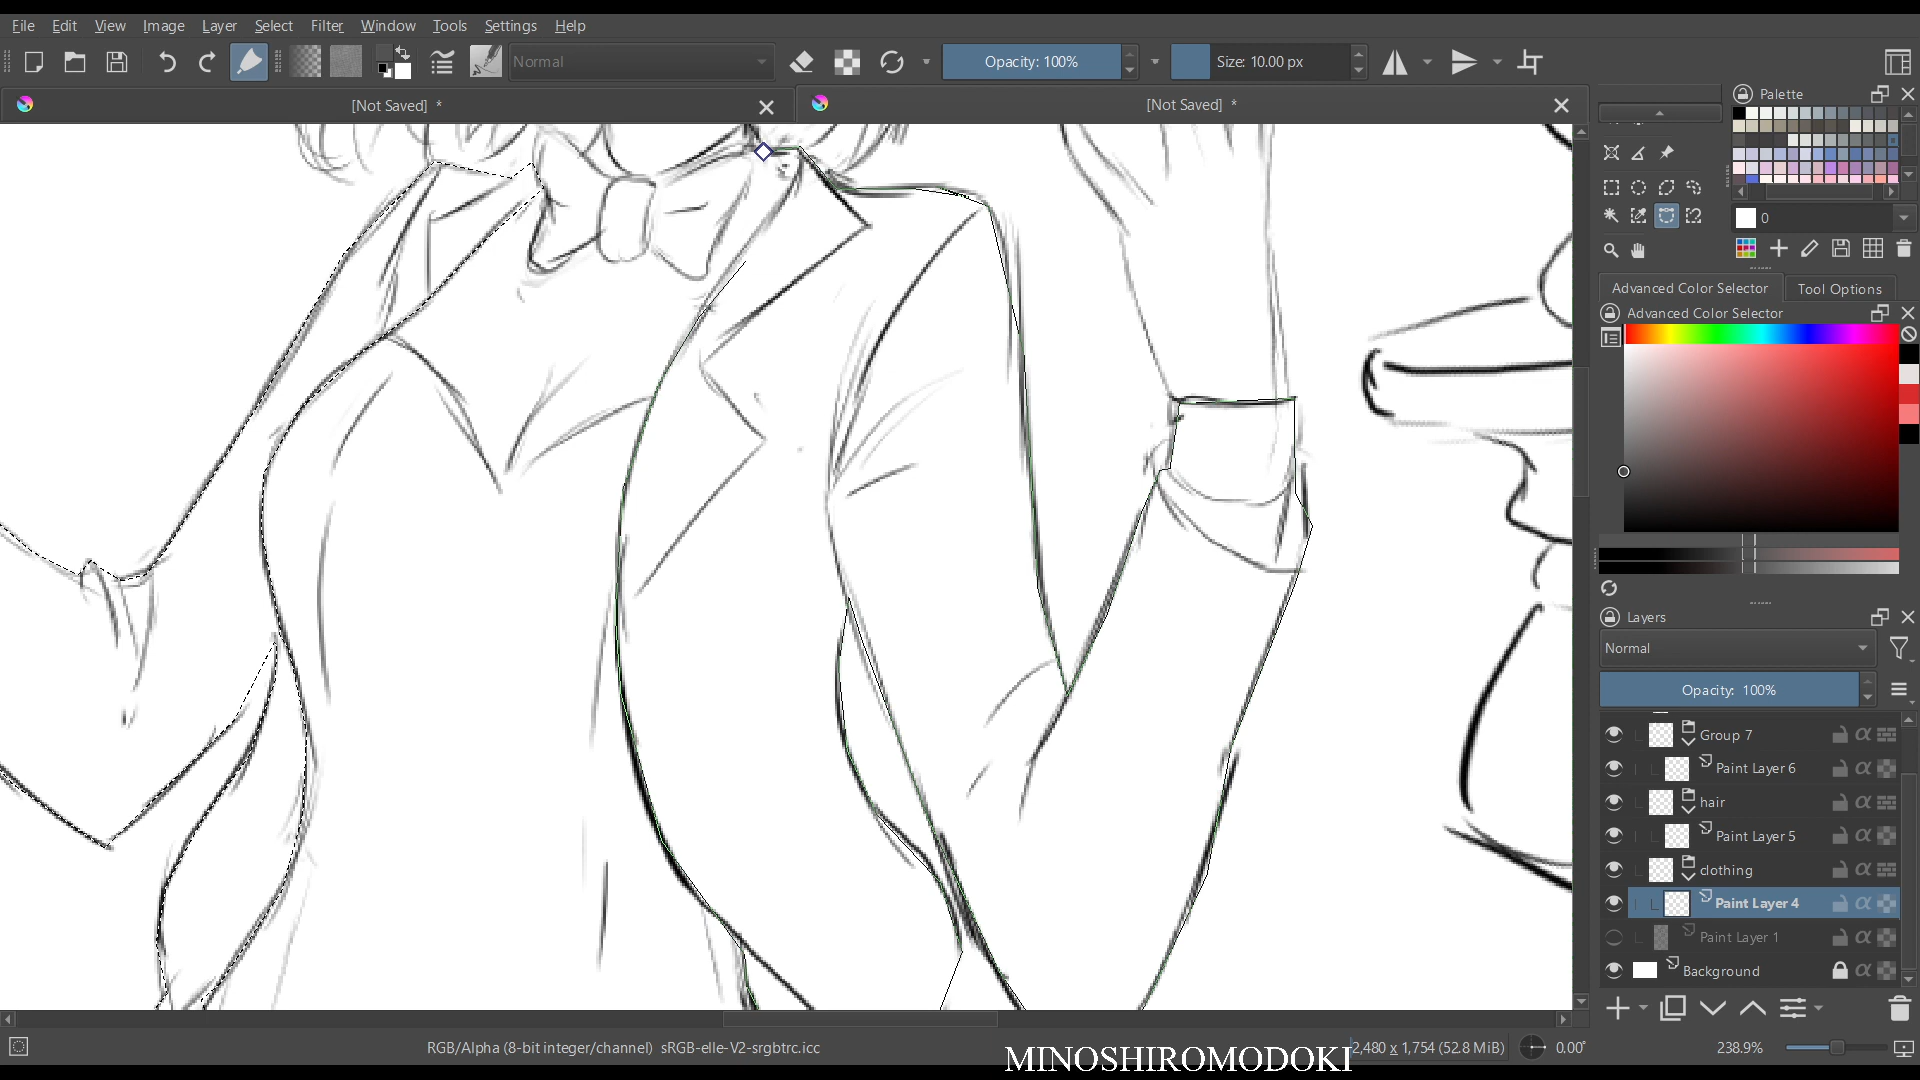 File Edit View Image Layer Select Filter Tools Settings Window Help
Normal
Opacity: 100%
Size: 10.00 px
[Not Saved] *
[Not Saved] *
Palette
0
Advanced Color Selector
Tool Options
Advanced Color Selector
Layers
Normal
Opacity: 100%
Group 7
Paint Layer 6
hair
Paint Layer 5
clothing
Paint Layer 4
Paint Layer 1
Background
RGB/Alpha (8-bit integer/channel) sRGB-elle-V2-srgbtrc.icc
MINOSHIROMODOKI
2,480 x 1,754 (52.8 MiB)
0.00°
238.9%